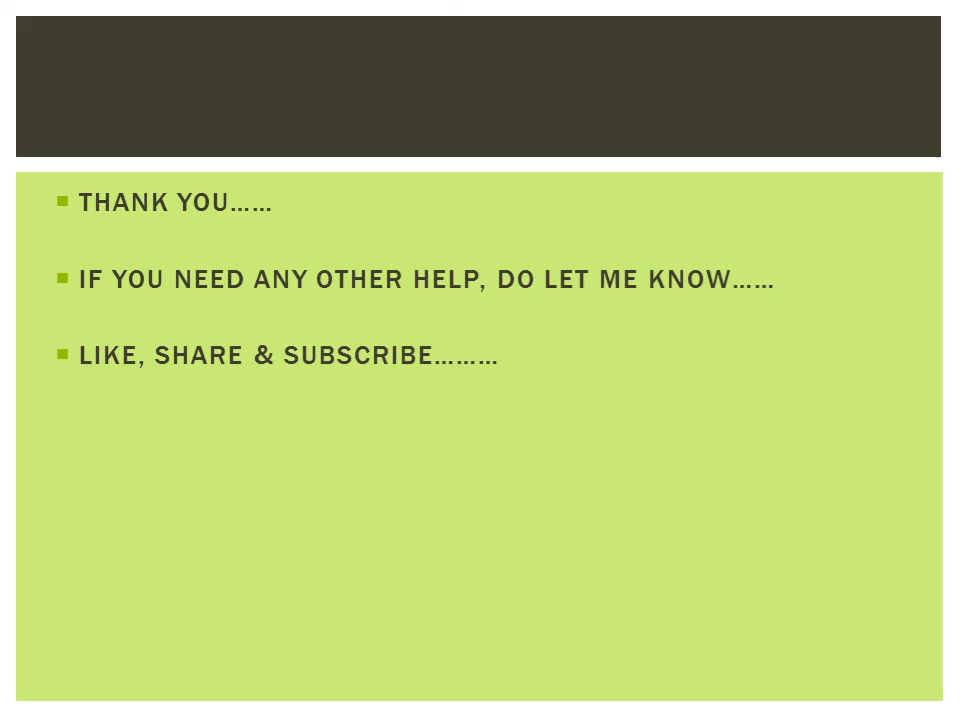 THANK YOU……
IF YOU NEED ANY OTHER HELP, DO LET ME KNOW……
LIKE, SHARE & SUBSCRIBE………